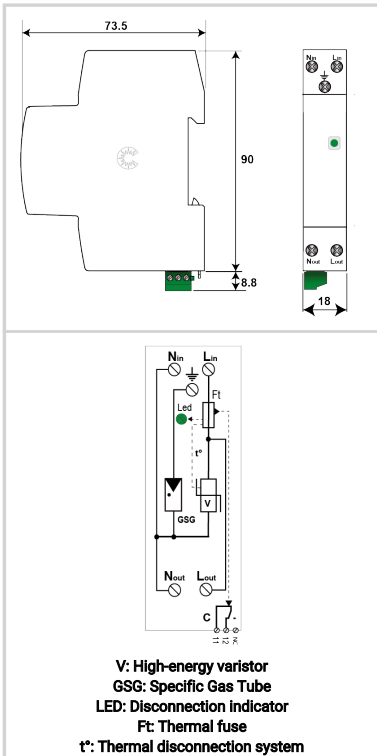 73.5
90
8.8
Nin Lin
Nout Lout
18
Nin Lin
Ft
Led
t°
V
GSG
Nout Lout
C
11 12 NC
V: High-energy varistor
GSG: Specific Gas Tube
LED: Disconnection indicator
Ft: Thermal fuse
t°: Thermal disconnection system